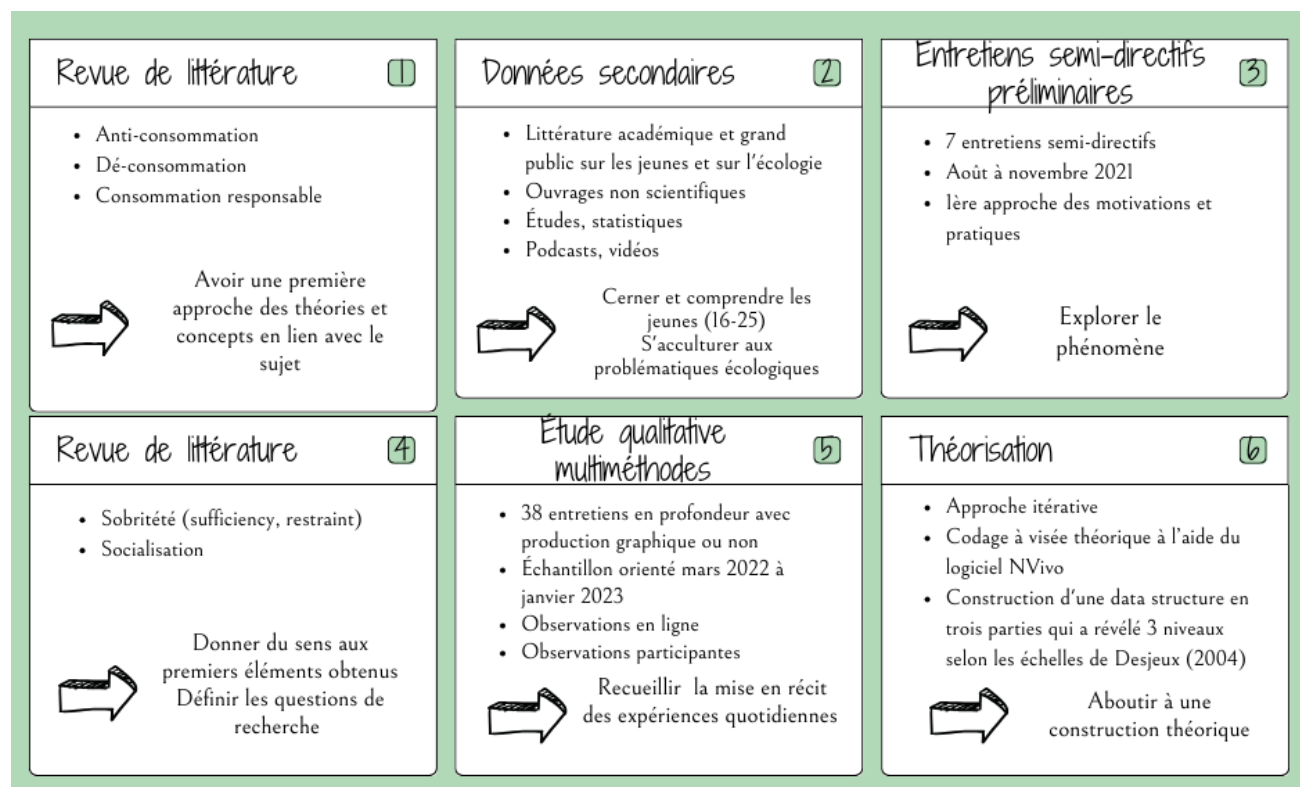 Revue de littérature
1
• Anti-consommation
• Dé-consommation
• Consommation responsable
Avoir une première
approche des théories et
concepts en lien avec le
sujet
Données secondaires
2
• Littérature académique et grand
public sur les jeunes et sur l'écologie
• Ouvrages non scientifiques
• Études, statistiques
• Podcasts, vidéos
Cerner et comprendre les
jeunes (16-25)
S'acculturer aux
problématiques écologiques
Entretiens semi-directifs
préliminaires
3
• 7 entretiens semi-directifs
• Août à novembre 2021
• 1ère approche des motivations et
pratiques
Explorer le
phénomène
Revue de littérature
4
• Sobritété (sufficiency, restraint)
• Socialisation
Donner du sens aux
premiers éléments obtenus
Définir les questions de
recherche
Étude qualitative
multiméthodes
5
• 38 entretiens en profondeur avec
production graphique ou non
• Échantillon orienté mars 2022 à
janvier 2023
• Observations en ligne
• Observations participantes
Recueillir la mise en récit
des expériences quotidiennes
Théorisation
6
• Approche itérative
• Codage à visée théorique à l'aide du
logiciel NVivo
• Construction d'une data structure en
trois parties qui a révélé 3 niveaux
selon les échelles de Desjeux (2004)
Aboutir à une
construction théorique